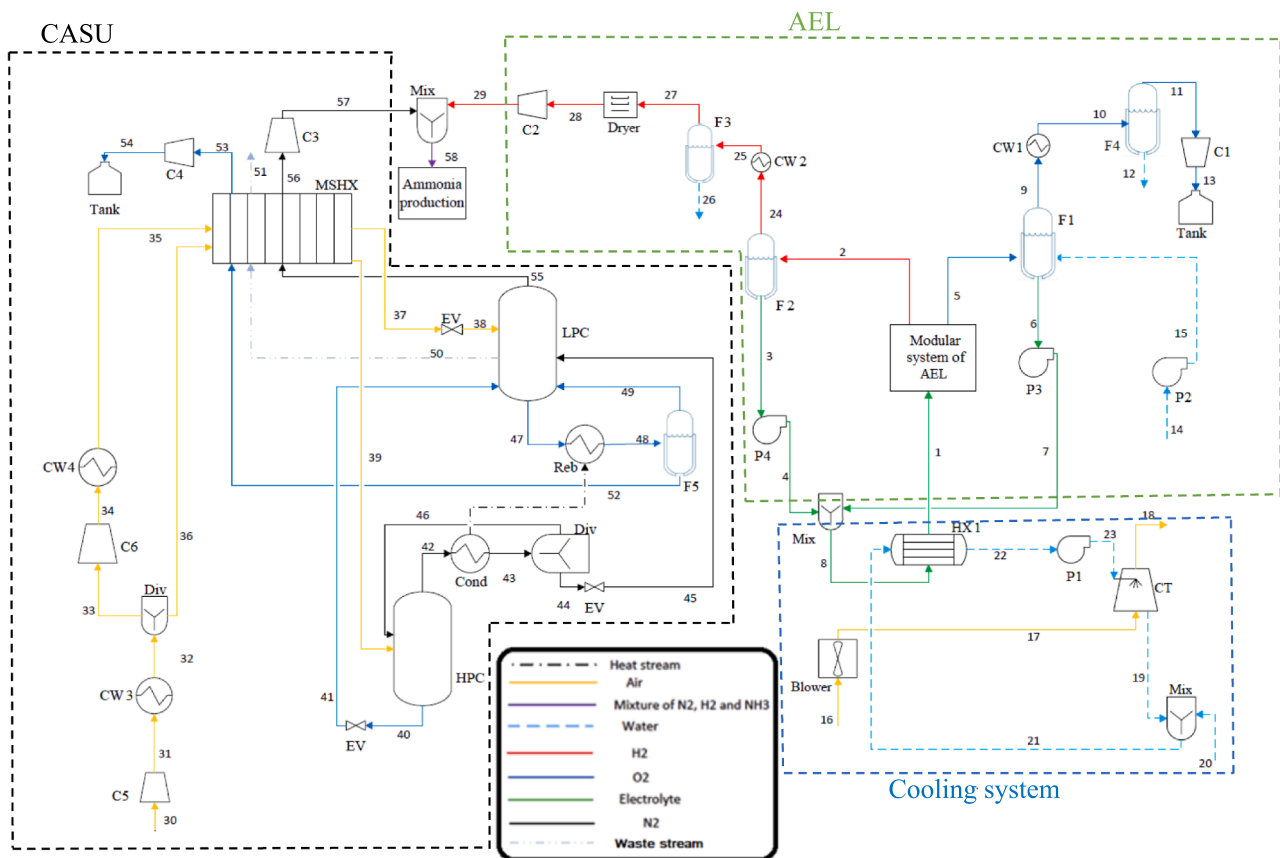 CASU
AEL
Mix
57
29
C2
28
Dryer
27
F3
25
CW 2
26
24
CW1
10
11
F4
12
C1
13
Tank
9
F1
C3
54
C4
53
51
56
58
Ammonia
production
Tank
MSHX
35
2
F 2
5
6
15
55
37
EV
38
LPC
50
49
3
Modular
system of
AEL
P3
P2
14
39
47
Reb
48
F5
52
P4
4
1
7
CW4
34
36
C6
46
42
Cond
43
Div
44
EV
45
Mix
8
HX 1
22
P1
23
18
CT
33
Div
32
17
Blower
16
19
Mix
20
21
CW 3
31
41
HPC
EV
40
C5
30
Heat stream
Air
Mixture of N2, H2 and NH3
Water
H2
O2
Electrolyte
N2
Waste stream
Cooling system